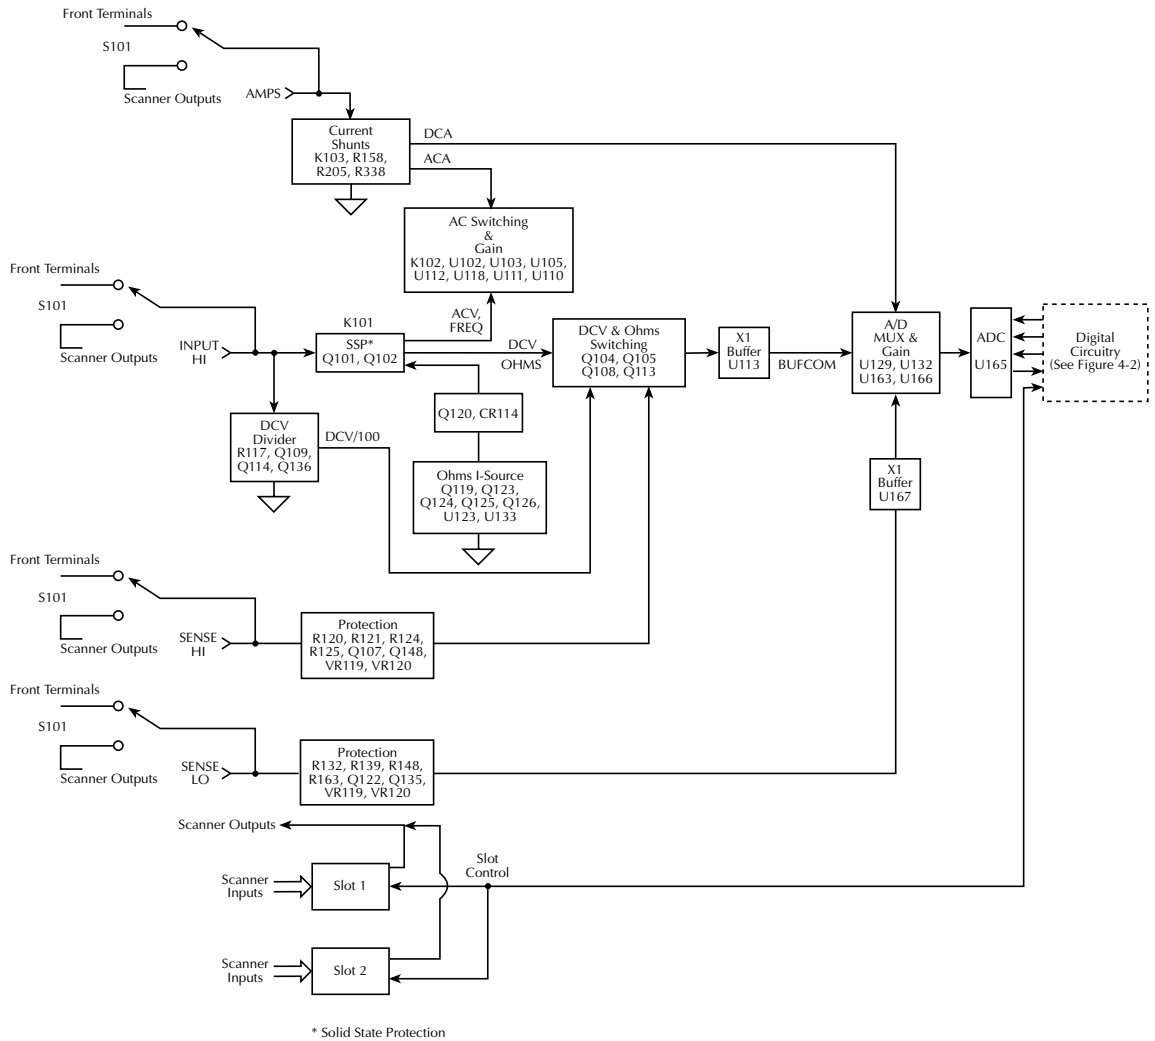 Front Terminals
S101
Scanner Outputs
AMPS
Current
Shunts
K103, R158,
R205, R338
DCA
ACA
AC Switching
&
Gain
K102, U102, U103, U105,
U112, U118, U111, U110
Front Terminals
S101
Scanner Outputs
INPUT
HI
K101
SSP*
Q101, Q102
ACV,
FREQ
DCV
OHMS
DCV & Ohms
Switching
Q104, Q105
Q108, Q113
X1
Buffer
U113
BUFCOM
A/D
MUX &
Gain
U129, U132
U163, U166
ADC
U165
Digital
Circuitry
(See Figure 4-2)
DCV
Divider
R117, Q109,
Q114, Q136
DCV/100
Q120, CR114
Ohms I-Source
Q119, Q123,
Q124, Q125, Q126,
U123, U133
X1
Buffer
U167
Front Terminals
S101
Scanner Outputs
SENSE
HI
Protection
R120, R121, R124,
R125, Q107, Q148,
VR119, VR120
Front Terminals
S101
Scanner Outputs
SENSE
LO
Protection
R132, R139, R148,
R163, Q122, Q135,
VR119, VR120
Scanner Outputs
Scanner
Inputs
Slot 1
Slot
Control
Scanner
Inputs
Slot 2
* Solid State Protection